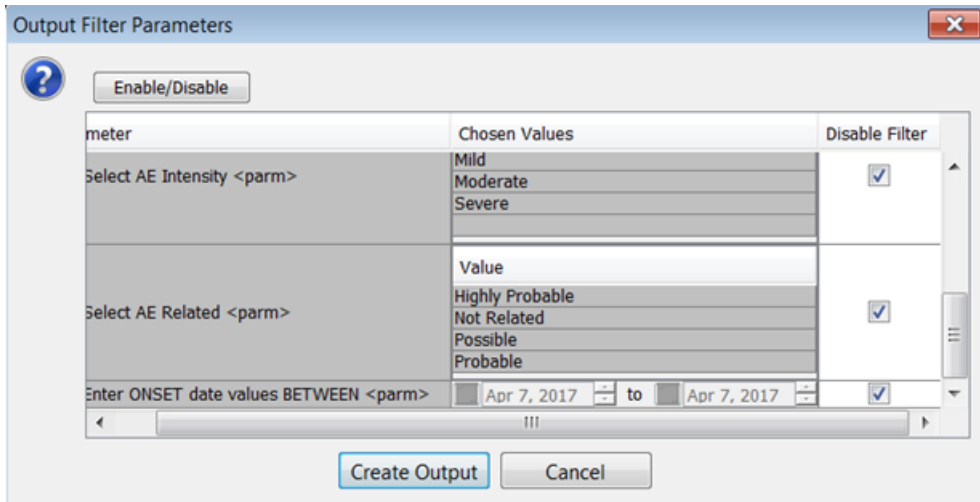 Output Filter Parameters
Enable/Disable
meter Chosen Values Disable Filter
Select AE Intensity <parm>
Mild
Moderate
Severe
Select AE Related <parm>
Value
Highly Probable
Not Related
Possible
Probable
Enter ONSET date values BETWEEN <parm> Apr 7, 2017 to Apr 7, 2017
Create Output Cancel